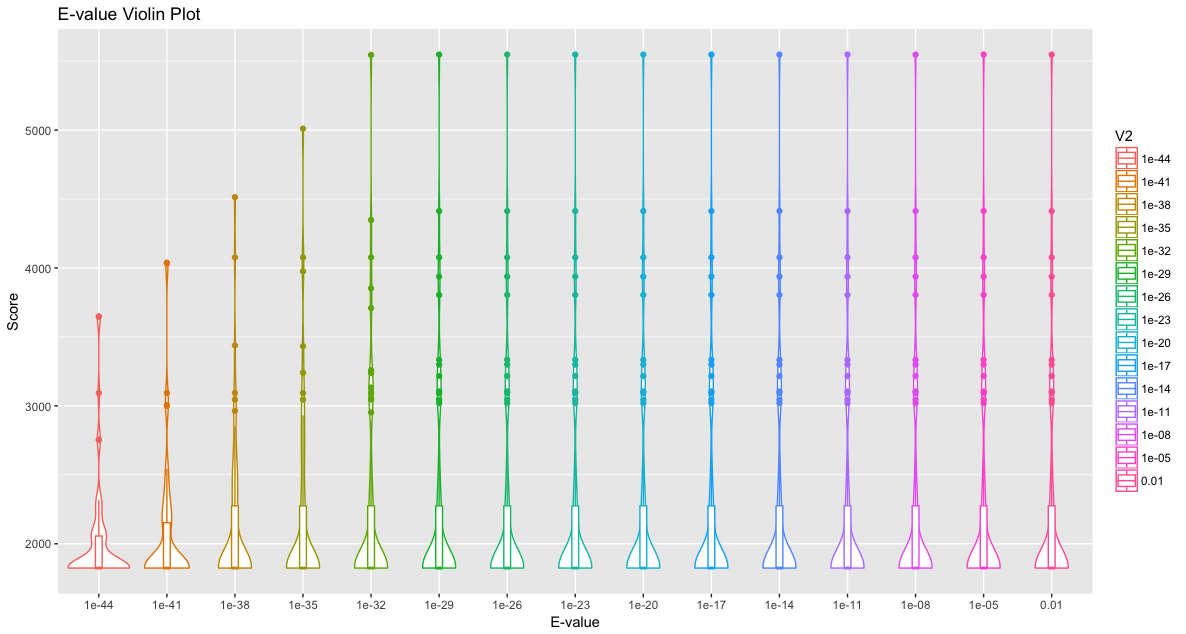 E-value Violin Plot
Score
5000
4000
3000
2000
1e-44 1e-41 1e-38 1e-35 1e-32 1e-29 1e-26 1e-23 1e-20 1e-17 1e-14 1e-11 1e-08 1e-05 0.01
E-value
V2
1e-44
1e-41
1e-38
1e-35
1e-32
1e-29
1e-26
1e-23
1e-20
1e-17
1e-14
1e-11
1e-08
1e-05
0.01